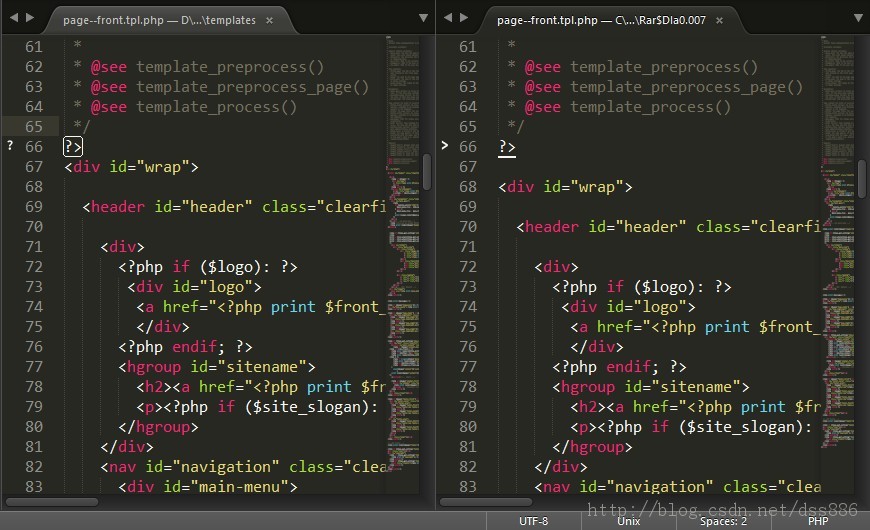 page--front.tpl.php — D\...\templates ×
61 *
62 * @see template_preprocess()
63 * @see template_preprocess_page()
64 * @see template_process()
65 */
? 66 ?>
67 <div id="wrap">
68
69 <header id="header" class="clearfi
70
71 <div>
72 <?php if ($logo): ?>
73 <div id="logo">
74 <a href="<?php print $front_
75 </div>
76 <?php endif; ?>
77 <hgroup id="sitename">
78 <h2><a href="<?php print $fr
79 <p><?php if ($site_slogan):
80 </hgroup>
81 </div>
82 <nav id="navigation" class="clea
83 <div id="main-menu">
page--front.tpl.php — C\...\Rar$DIa0.007 ×
61 *
62 * @see template_preprocess()
63 * @see template_preprocess_page()
64 * @see template_process()
65 */
> 66 ?>
67
68 <div id="wrap">
69
70 <header id="header" class="clearfi
71
72 <div>
73 <?php if ($logo): ?>
74 <div id="logo">
75 <a href="<?php print $front_
76 </div>
77 <?php endif; ?>
78 <hgroup id="sitename">
79 <h2><a href="<?php print $fr
80 <p><?php if ($site_slogan):
81 </hgroup>
82 </div>
83 <nav id="navigation" class="clea
http://blog.csdn.net/dss886
UTF-8 Unix Spaces: 2 PHP